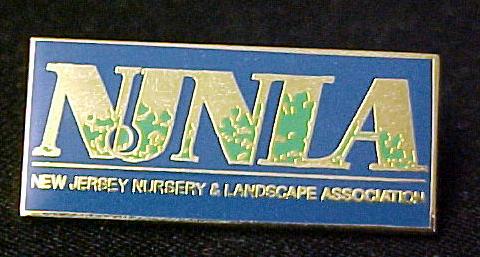 NJNLA
NEW JERSEY NURSERY & LANDSCAPE ASSOCIATION